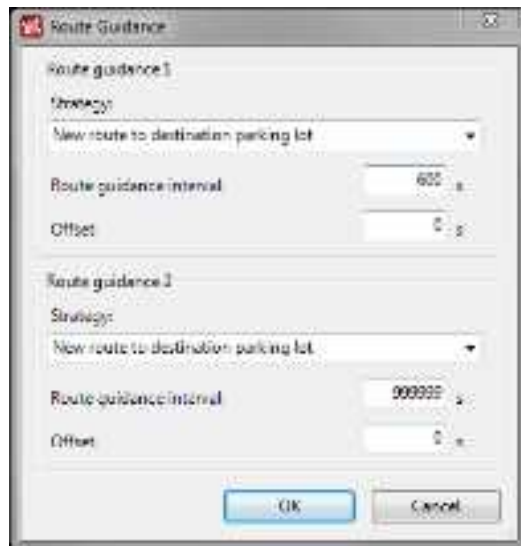 Route Guidance
Route guidance 1
Strategy:
New route to destination parking lot
Route guidance interval 600 s
Offset 0 s
Route guidance 2
Strategy:
New route to destination parking lot
Route guidance interval 999999 s
Offset 0 s
OK Cancel